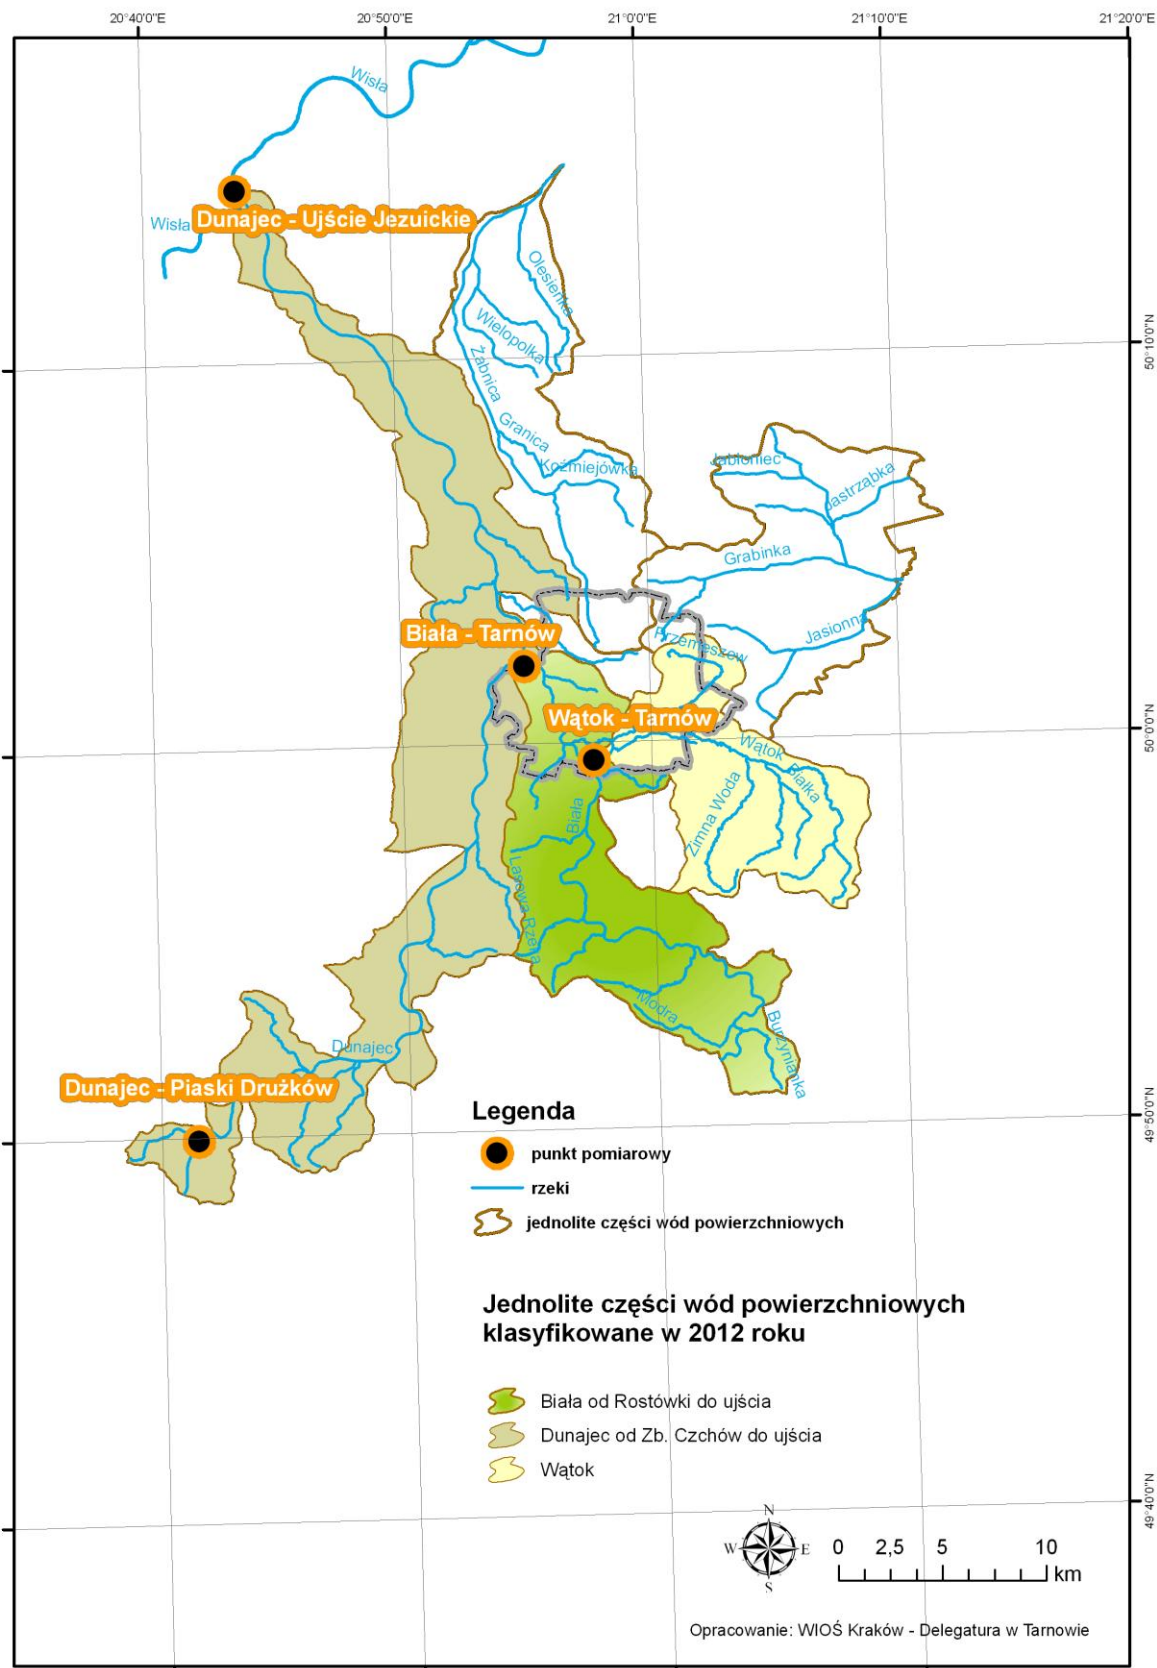 20°40'0"E
20°50'0"E
21°0'0"E
21°10'0"E
21°20'0"E
Wisła
Wisła
Dunajec - Ujście Jezuickie
Olesieńka
Wielopolka
Żabnica
50°10'0"N
Granica
Koźmiejówka
Jabłoniec
Jastrząbka
Grabinka
Jasionna
Biała - Tarnów
Przemeszow
Wątok - Tarnów
50°0'0"N
Wątok
Białka
Zimna Woda
Biała
Lasowa Rzeka
Modra
Burzynianka
Dunajec
Dunajec - Piaski Drużków
49°50'0"N
Legenda
punkt pomiarowy
rzeki
jednolite części wód powierzchniowych
Jednolite części wód powierzchniowych
klasyfikowane w 2012 roku
Biała od Rostówki do ujścia
Dunajec od Zb. Czchów do ujścia
Wątok
49°40'0"N
N
W
E
S
0 2,5 5 10
km
Opracowanie: WIOŚ Kraków - Delegatura w Tarnowie